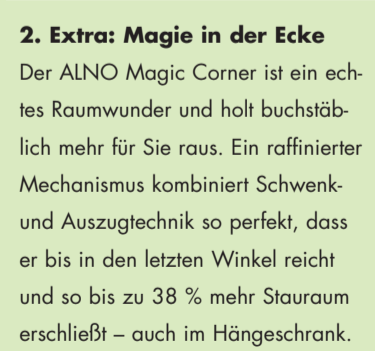 2. Extra: Magie in der Ecke
Der ALNO Magic Corner ist ein ech-
tes Raumwunder und holt buchstäb-
lich mehr für Sie raus. Ein raffinierter
Mechanismus kombiniert Schwenk-
und Auszugtechnik so perfekt, dass
er bis in den letzten Winkel reicht
und so bis zu 38 % mehr Stauraum
erschließt – auch im Hängeschrank.